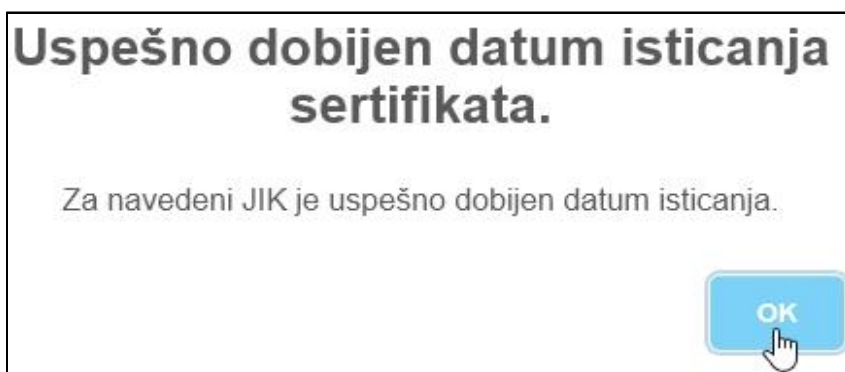 Uspešno dobijen datum isticanja
sertifikata.
Za navedeni JIK je uspešno dobijen datum isticanja.
OK